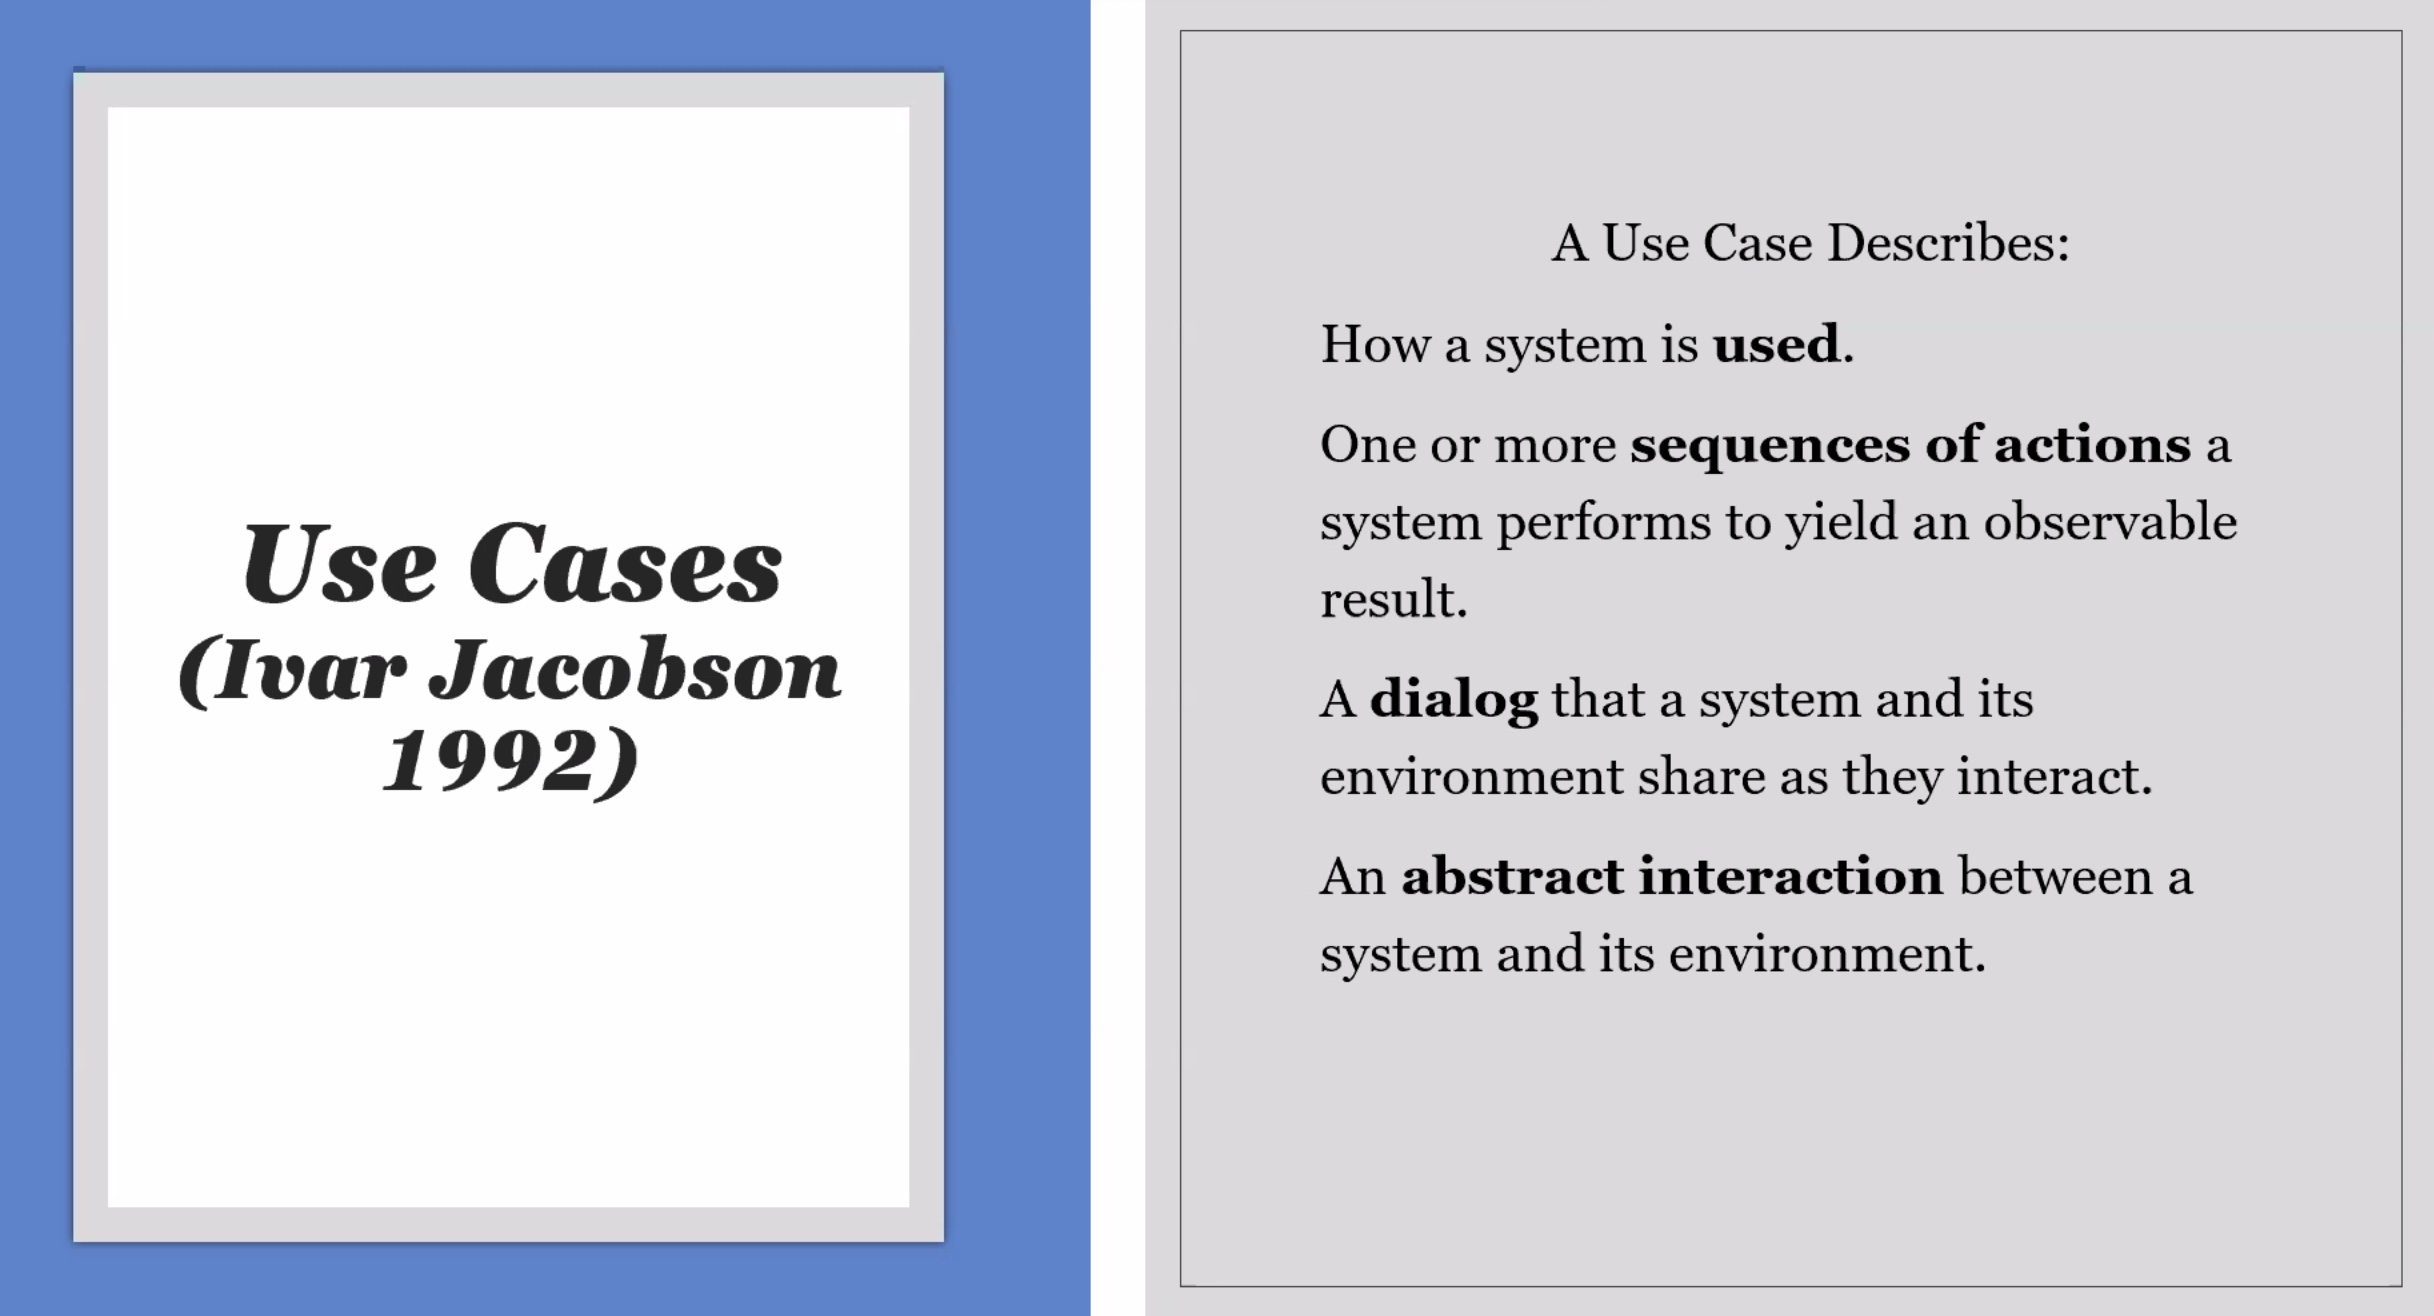 Use Cases
(Ivar Jacobson
1992)
A Use Case Describes:
How a system is used.
One or more sequences of actions a
system performs to yield an observable
result.
A dialog that a system and its
environment share as they interact.
An abstract interaction between a
system and its environment.